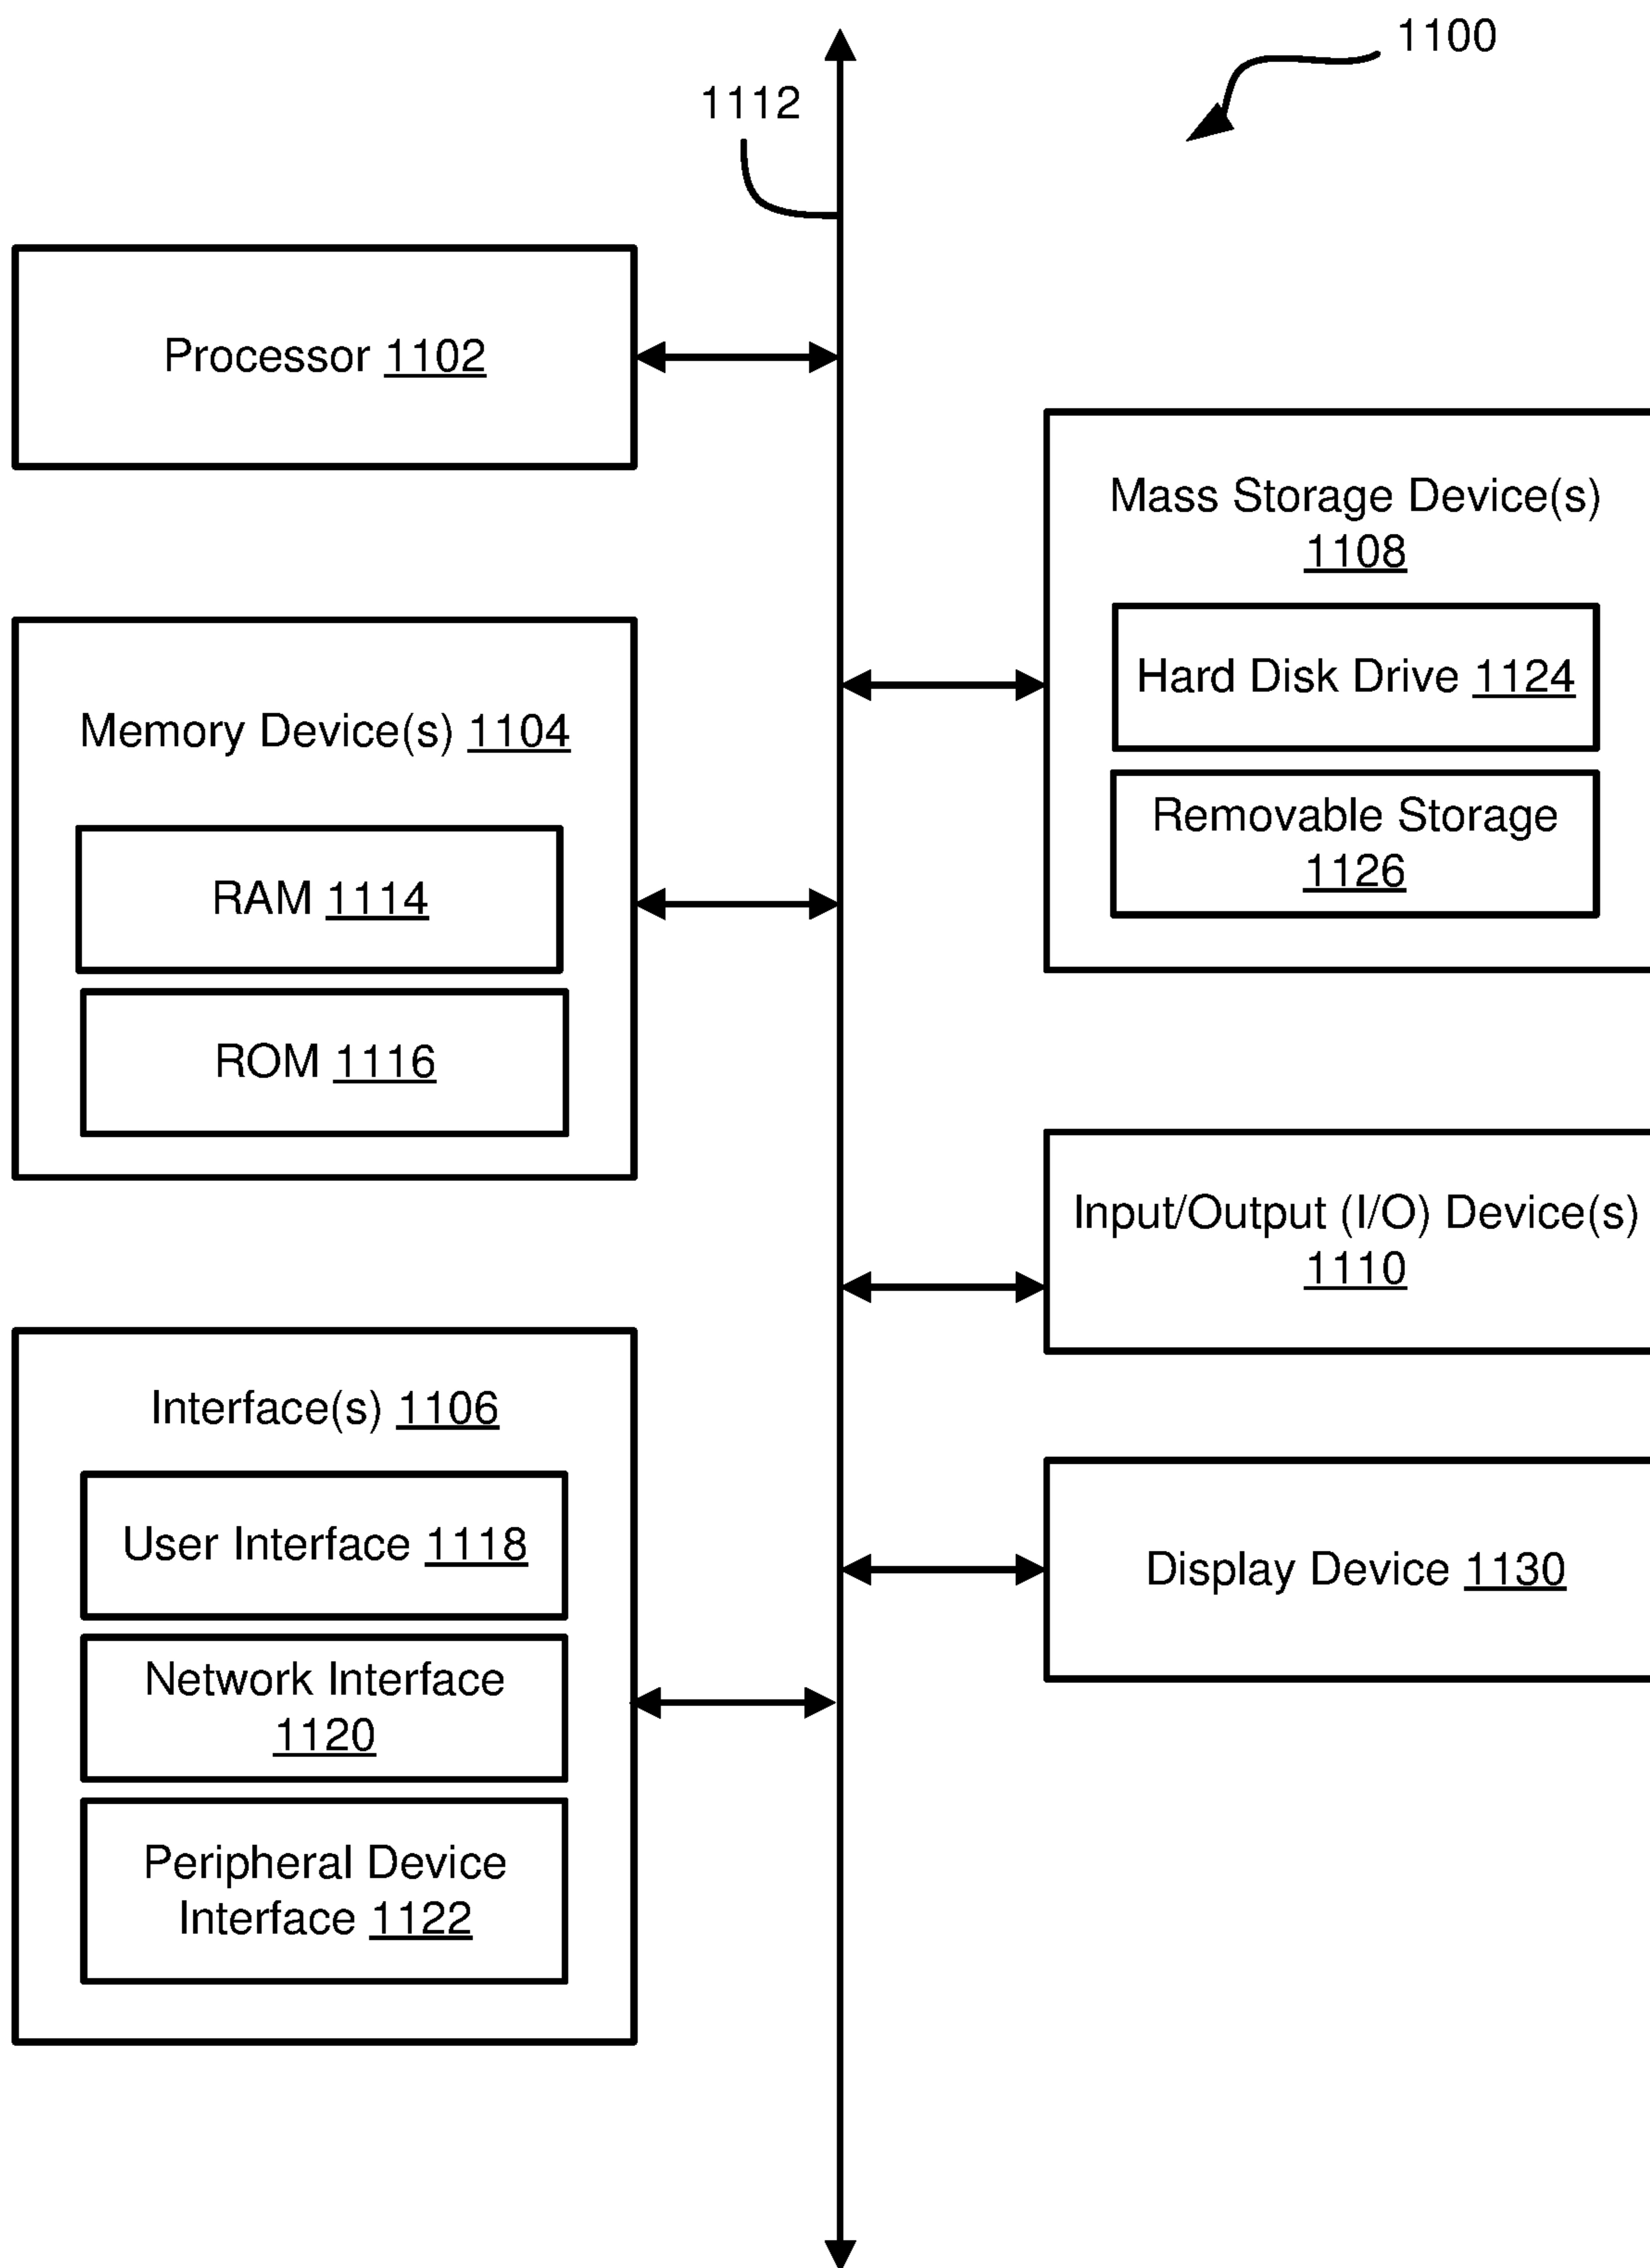 1100
1112
Processor 1102
Mass Storage Device(s)
1108
Hard Disk Drive 1124
Removable Storage
1126
Memory Device(s) 1104
RAM 1114
ROM 1116
Input/Output (I/O) Device(s)
1110
Interface(s) 1106
User Interface 1118
Network Interface
1120
Peripheral Device
Interface 1122
Display Device 1130